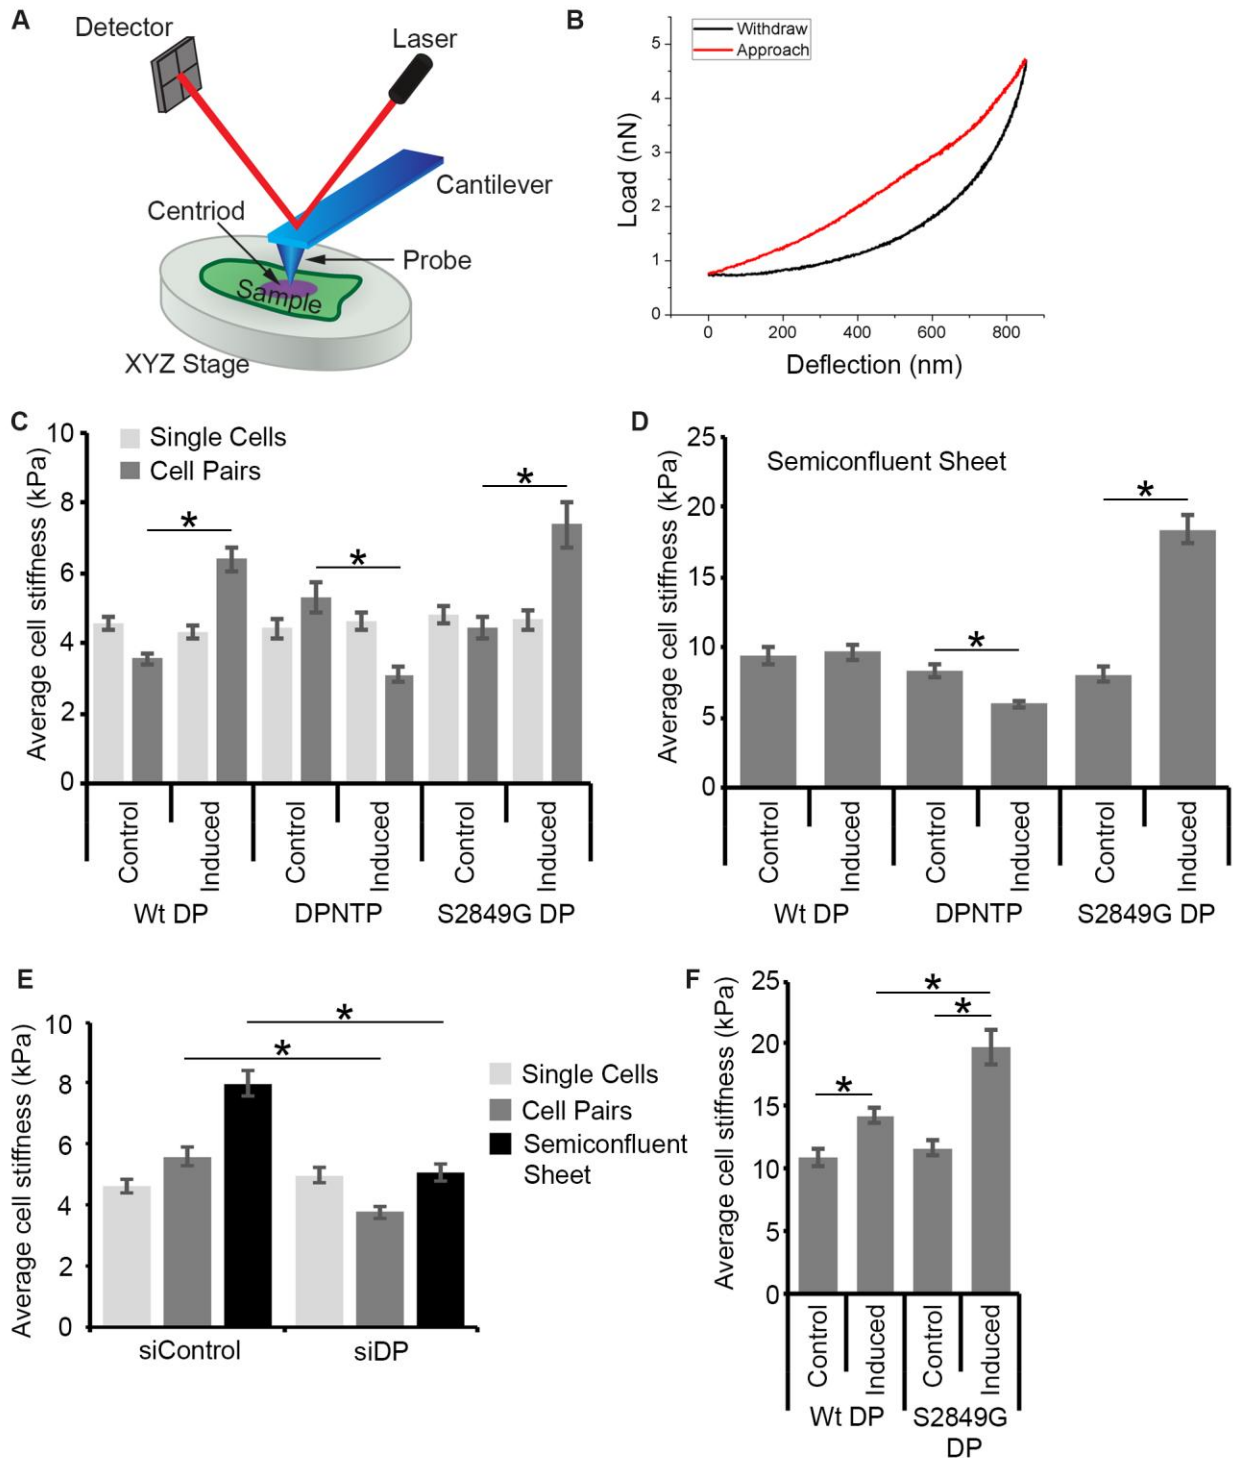 A
Detector
Laser
Cantilever
Centriod
Probe
Sample
XYZ Stage
B
Withdraw
Approach
Load (nN)
5
4
3
2
1
0
0 200 400 600 800
Deflection (nm)
C
Average cell stiffness (kPa)
10
8
6
4
2
0
Single Cells
Cell Pairs
*
*
*
Control
Induced
Control
Induced
Control
Induced
Wt DP
DPNTP
S2849G DP
D
Average cell stiffness (kPa)
25
20
15
10
5
0
Semiconfluent Sheet
*
*
Control
Induced
Control
Induced
Control
Induced
Wt DP
DPNTP
S2849G DP
E
Average cell stiffness (kPa)
10
8
6
4
2
0
*
*
Single Cells
Cell Pairs
Semiconfluent
Sheet
siControl
siDP
F
Average cell stiffness (kPa)
25
20
15
10
5
0
*
*
*
Control
Induced
Control
Induced
Wt DP
S2849G
DP